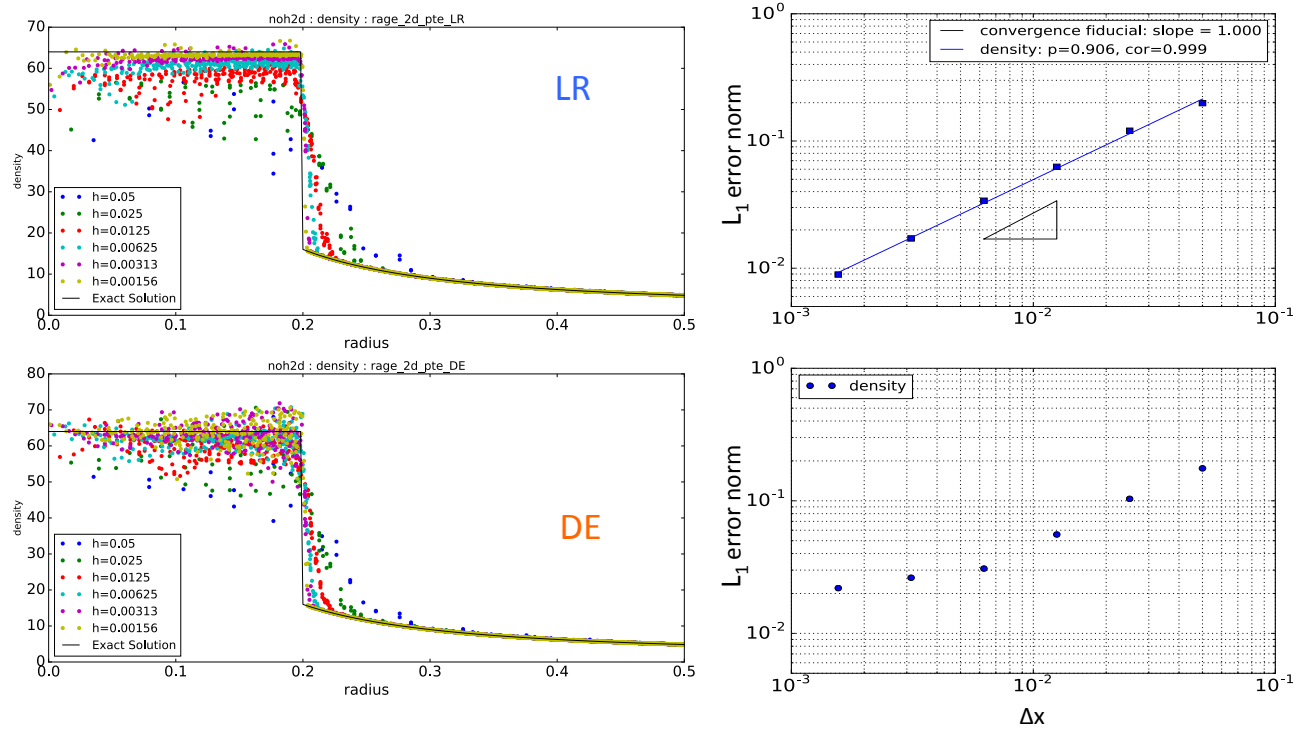 noh2d : density : rage_2d_pte_LR
70
60
50
40
30
20
10
0
density
LR
h=0.05
h=0.025
h=0.0125
h=0.00625
h=0.00313
h=0.00156
Exact Solution
0.0 0.1 0.2 0.3 0.4 0.5
radius
10^0
10^-1
10^-2
L_1 error norm
convergence fiducial: slope = 1.000
density: p=0.906, cor=0.999
10^-3 10^-2 10^-1
noh2d : density : rage_2d_pte_DE
80
70
60
50
40
30
20
10
0
density
DE
h=0.05
h=0.025
h=0.0125
h=0.00625
h=0.00313
h=0.00156
Exact Solution
0.0 0.1 0.2 0.3 0.4 0.5
radius
10^0
10^-1
10^-2
L_1 error norm
density
10^-3 10^-2 10^-1
Δx